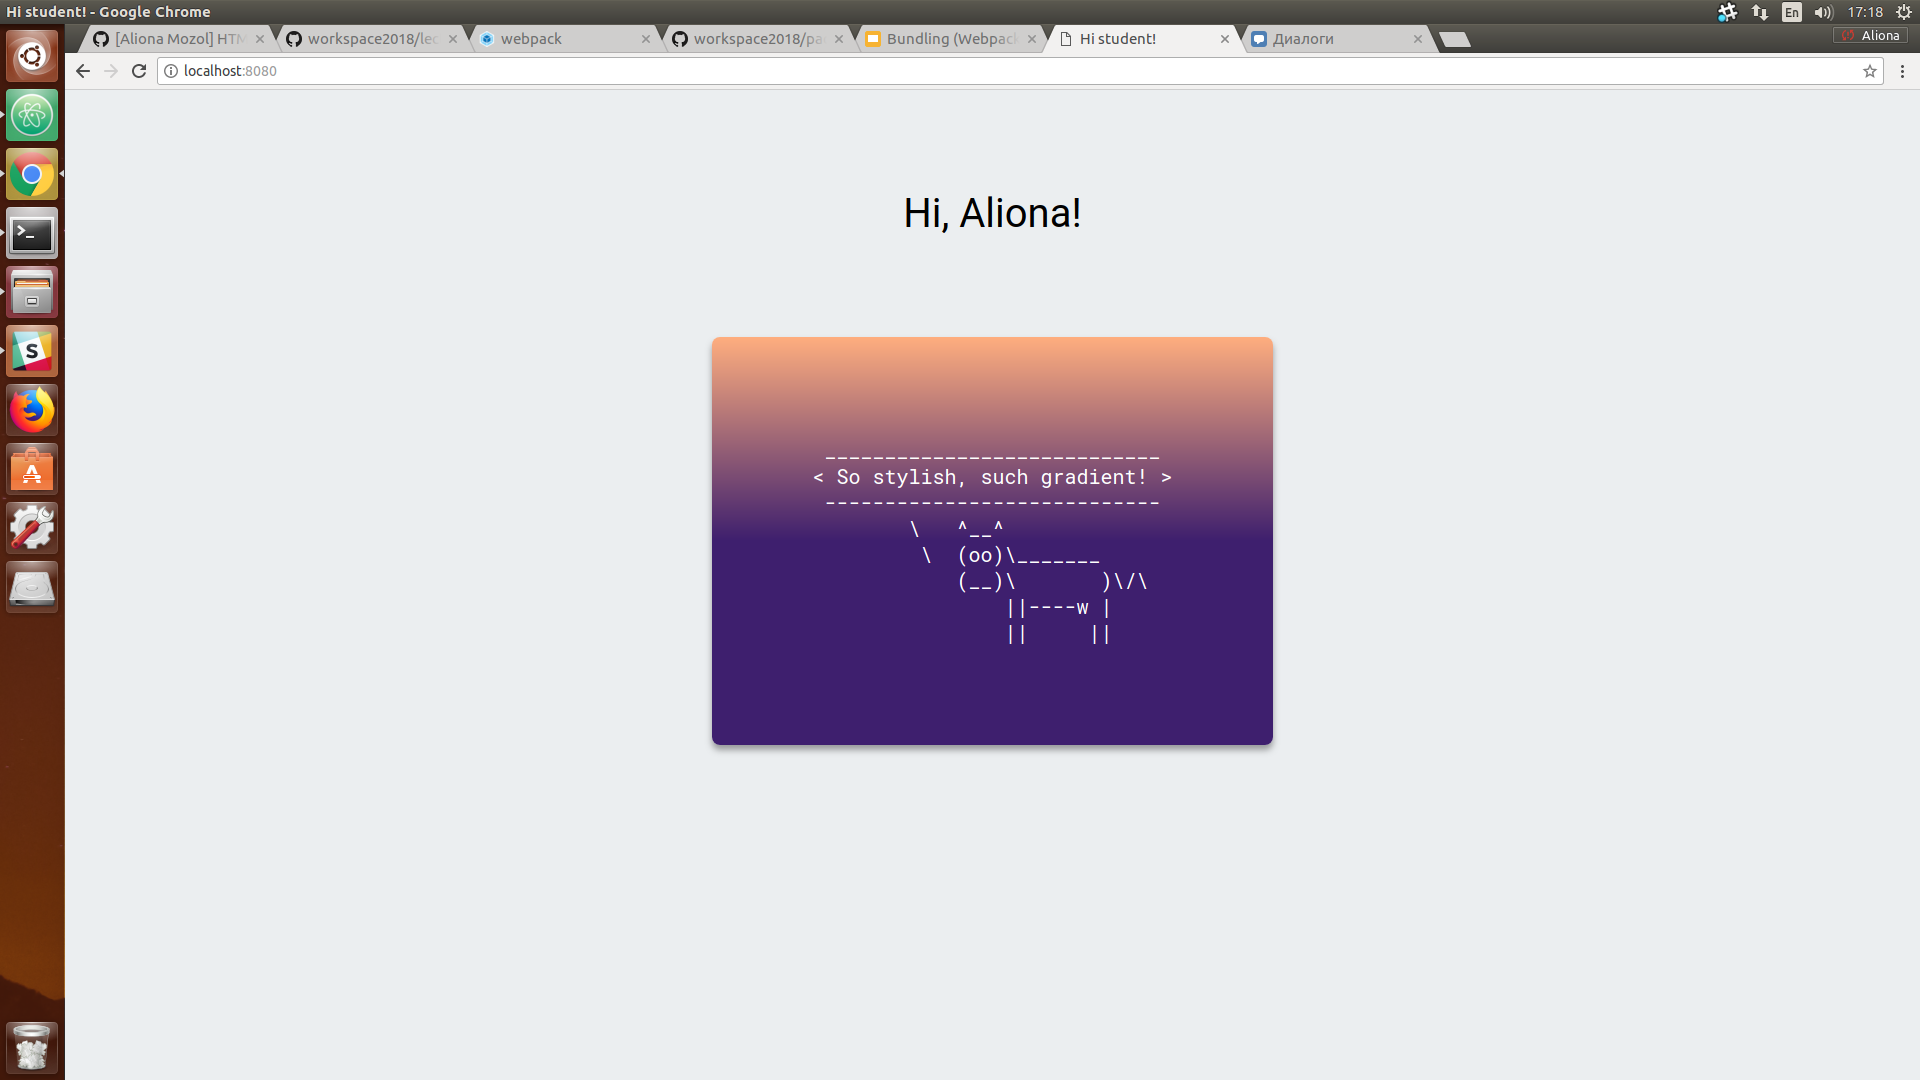 Hi student! - Google Chrome
En
17:18
[Aliona Mozol] HTM
workspace2018/lec
webpack
workspace2018/pa
Bundling (Webpack
Hi student!
Диалоги
Aliona
localhost:8080
Hi, Aliona!
____________________________
< So stylish, such gradient! >
----------------------------
\   ^__^
\  (oo)\_______
(__)\       )\/\
||----w |
||     ||